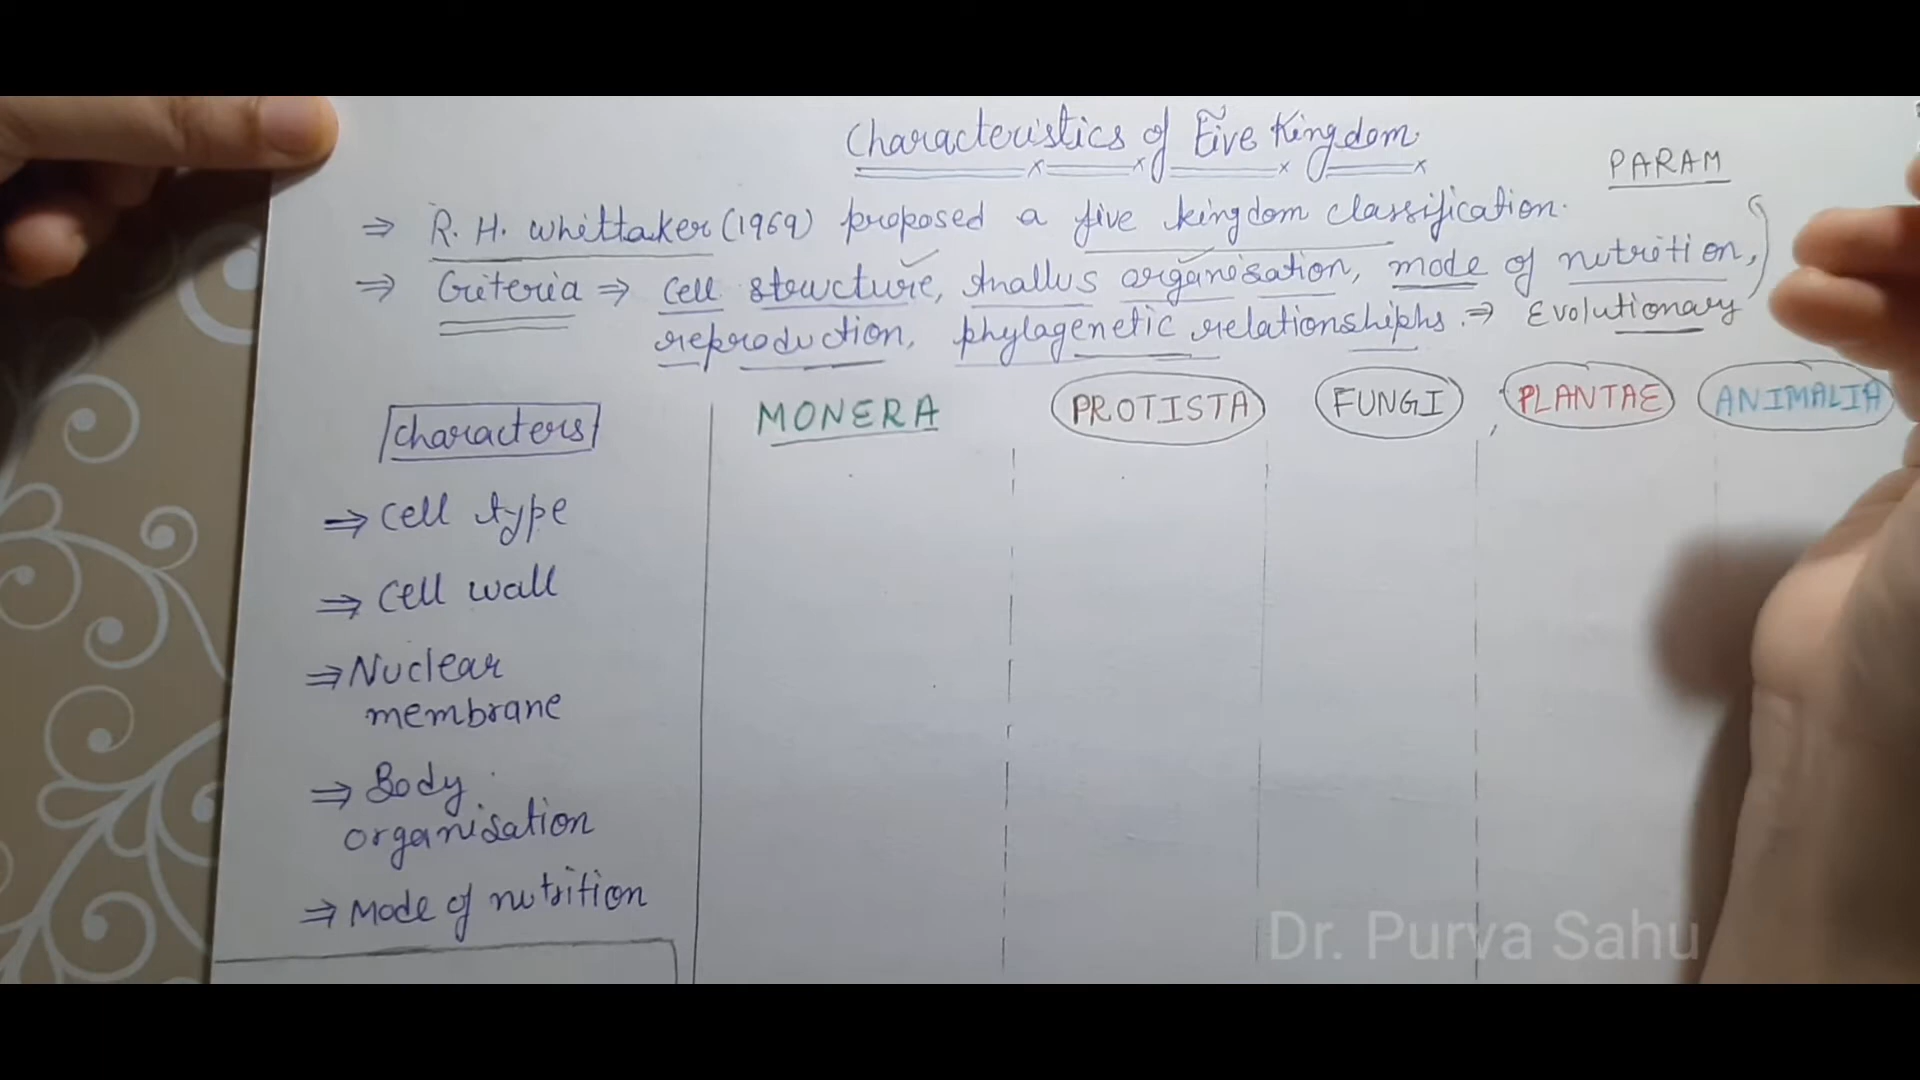 Characteristics of Five Kingdom
PARAM
⇒ R. H. Whittaker (1969) proposed a five kingdom classification.
⇒ Criteria ⇒ Cell structure, thallus organisation, mode of nutrition,
reproduction, phylagenetic relationshiphs. ⇒ Evolutionary
Characters MONERA PROTISTA FUNGI PLANTAE ANIMALIA
⇒ Cell type
⇒ Cell wall
⇒ Nuclear
membrane
⇒ Body
organisation
⇒ Mode of nutrition
Dr. Purva Sahu